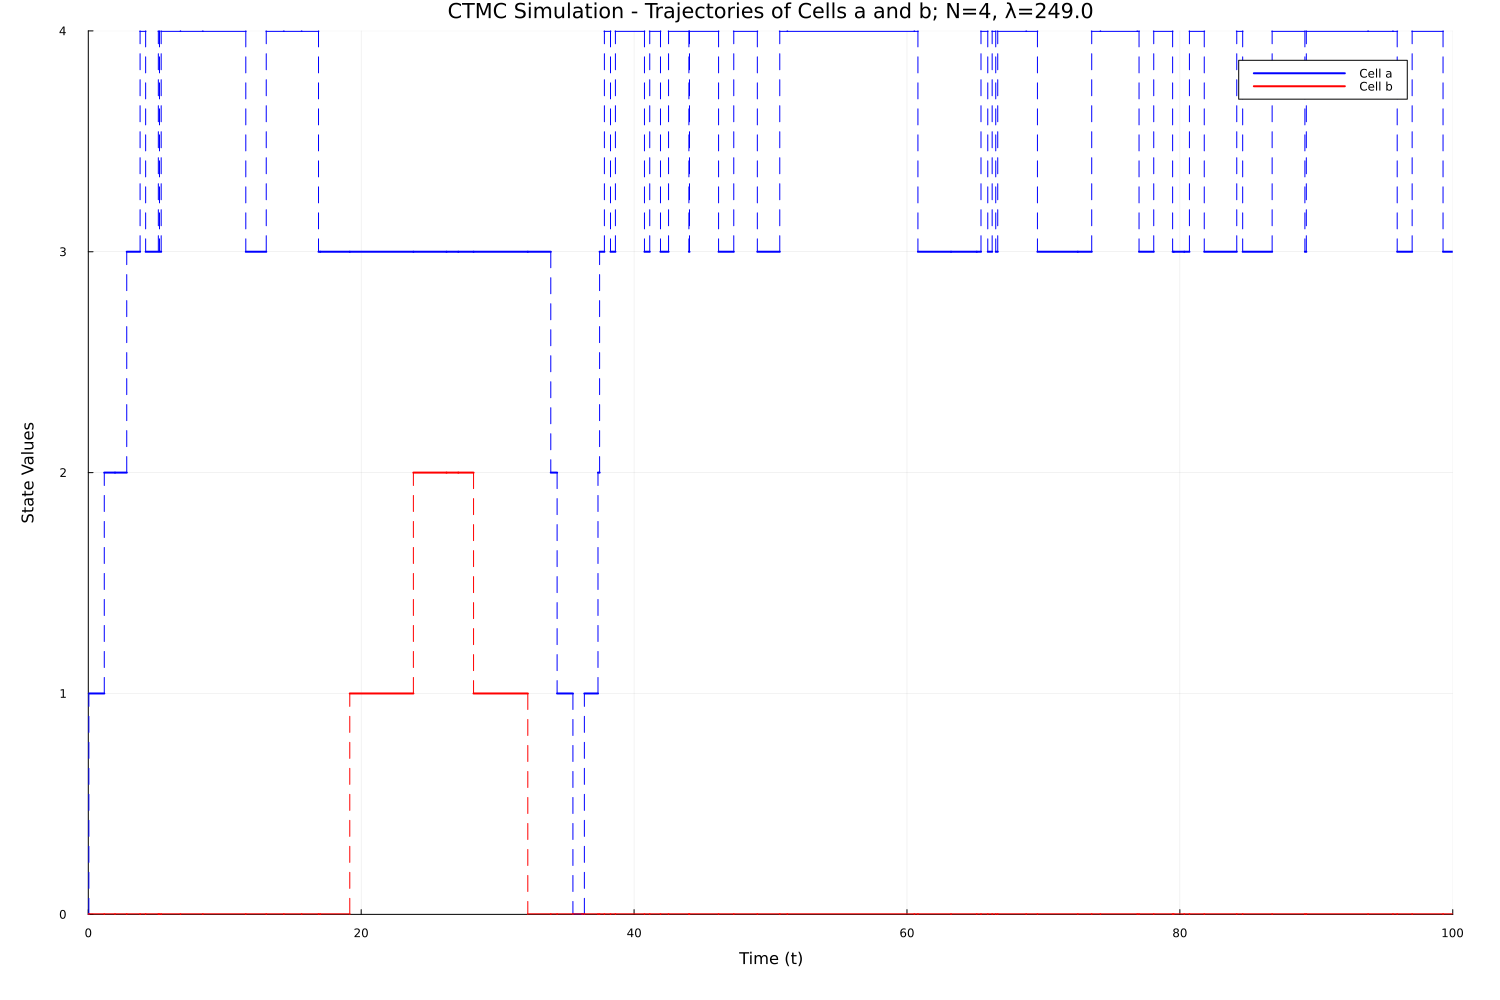 CTMC Simulation - Trajectories of Cells a and b; N=4, λ=249.0
4
Cell a
Cell b
3
State Values
2
1
0
0 20 40 60 80 100
Time (t)